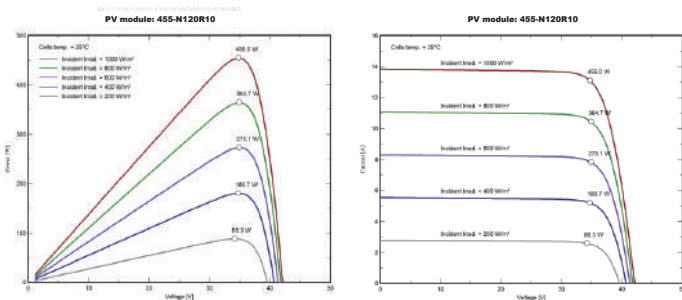 PV module: 455-N120R10
Cells temp. = 25°C
Incident Irrad. = 1000 W/m²
Incident Irrad. = 800 W/m²
Incident Irrad. = 600 W/m²
Incident Irrad. = 400 W/m²
Incident Irrad. = 200 W/m²
455.0 W
364.7 W
273.1 W
180.7 W
500
400
300
200
100
0
Power [W]
0 10 20 30 40 50
Voltage [V]
PV module: 455-N120R10
Cells temp. = 25°C
Incident Irrad. = 1000 W/m²
455.0 W
Incident Irrad. = 800 W/m²
364.7 W
Incident Irrad. = 600 W/m²
273.1 W
Incident Irrad. = 400 W/m²
180.7 W
Incident Irrad. = 200 W/m²
16
14
12
10
8
6
4
2
0
Current [A]
0 10 20 30 40 50
Voltage [V]